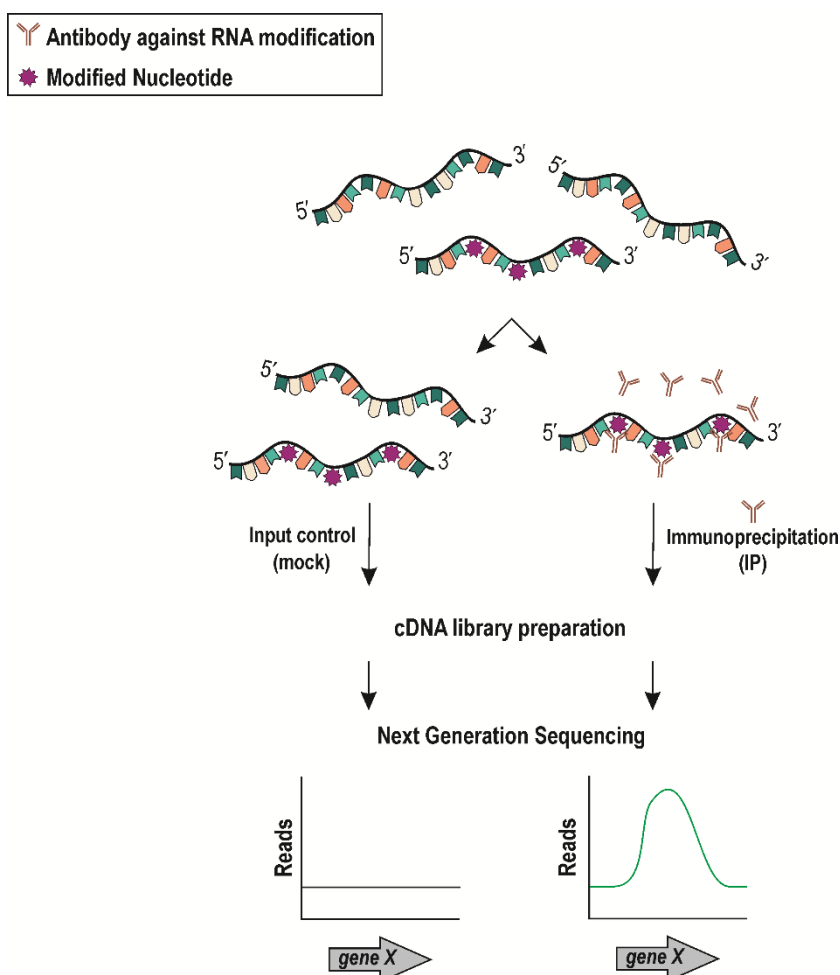 Antibody against RNA modification
Modified Nucleotide
3′
5′
5′
5′
3′
3′
5′
3′
5′
3′
5′
3′
Input control
(mock)
Immunoprecipitation
(IP)
cDNA library preparation
Next Generation Sequencing
Reads
Reads
gene X
gene X